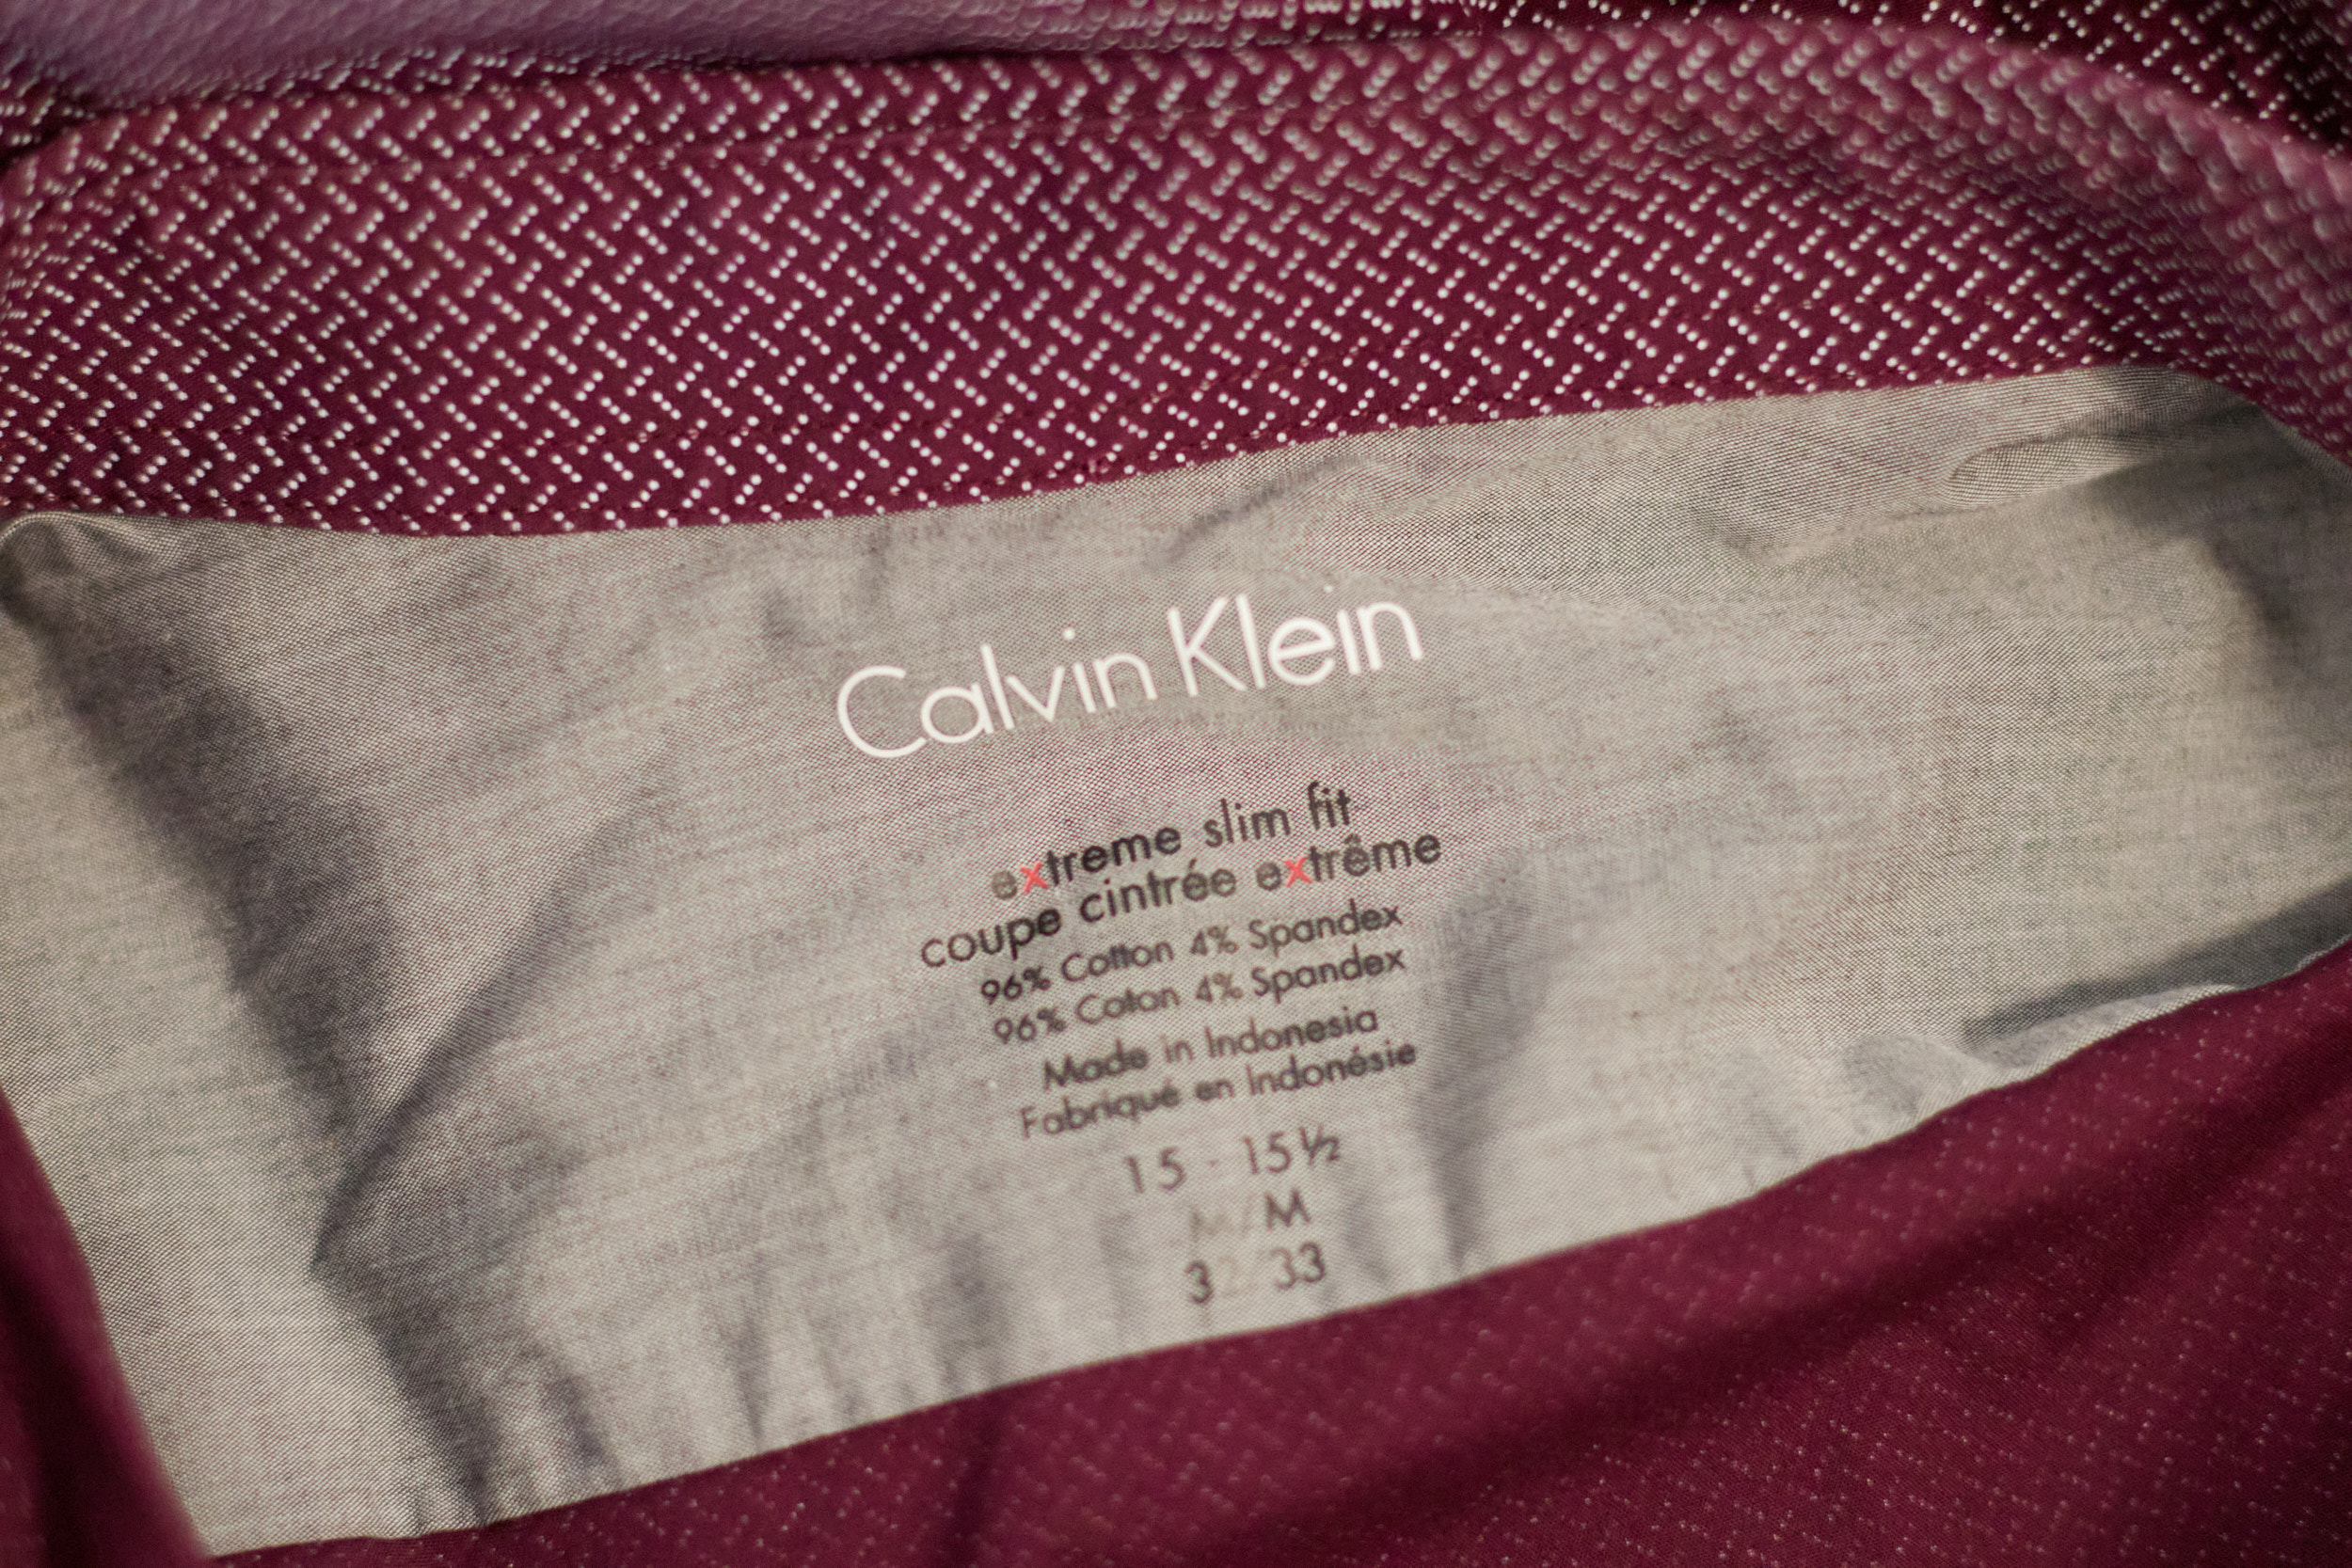 Calvin Klein
extreme slim fit
coupe cintrée extrême
96% Cotton 4% Spandex
96% Coton 4% Spandex
Made in Indonesia
Fabriqué en Indonésie
15 - 15½
M/M
32/33